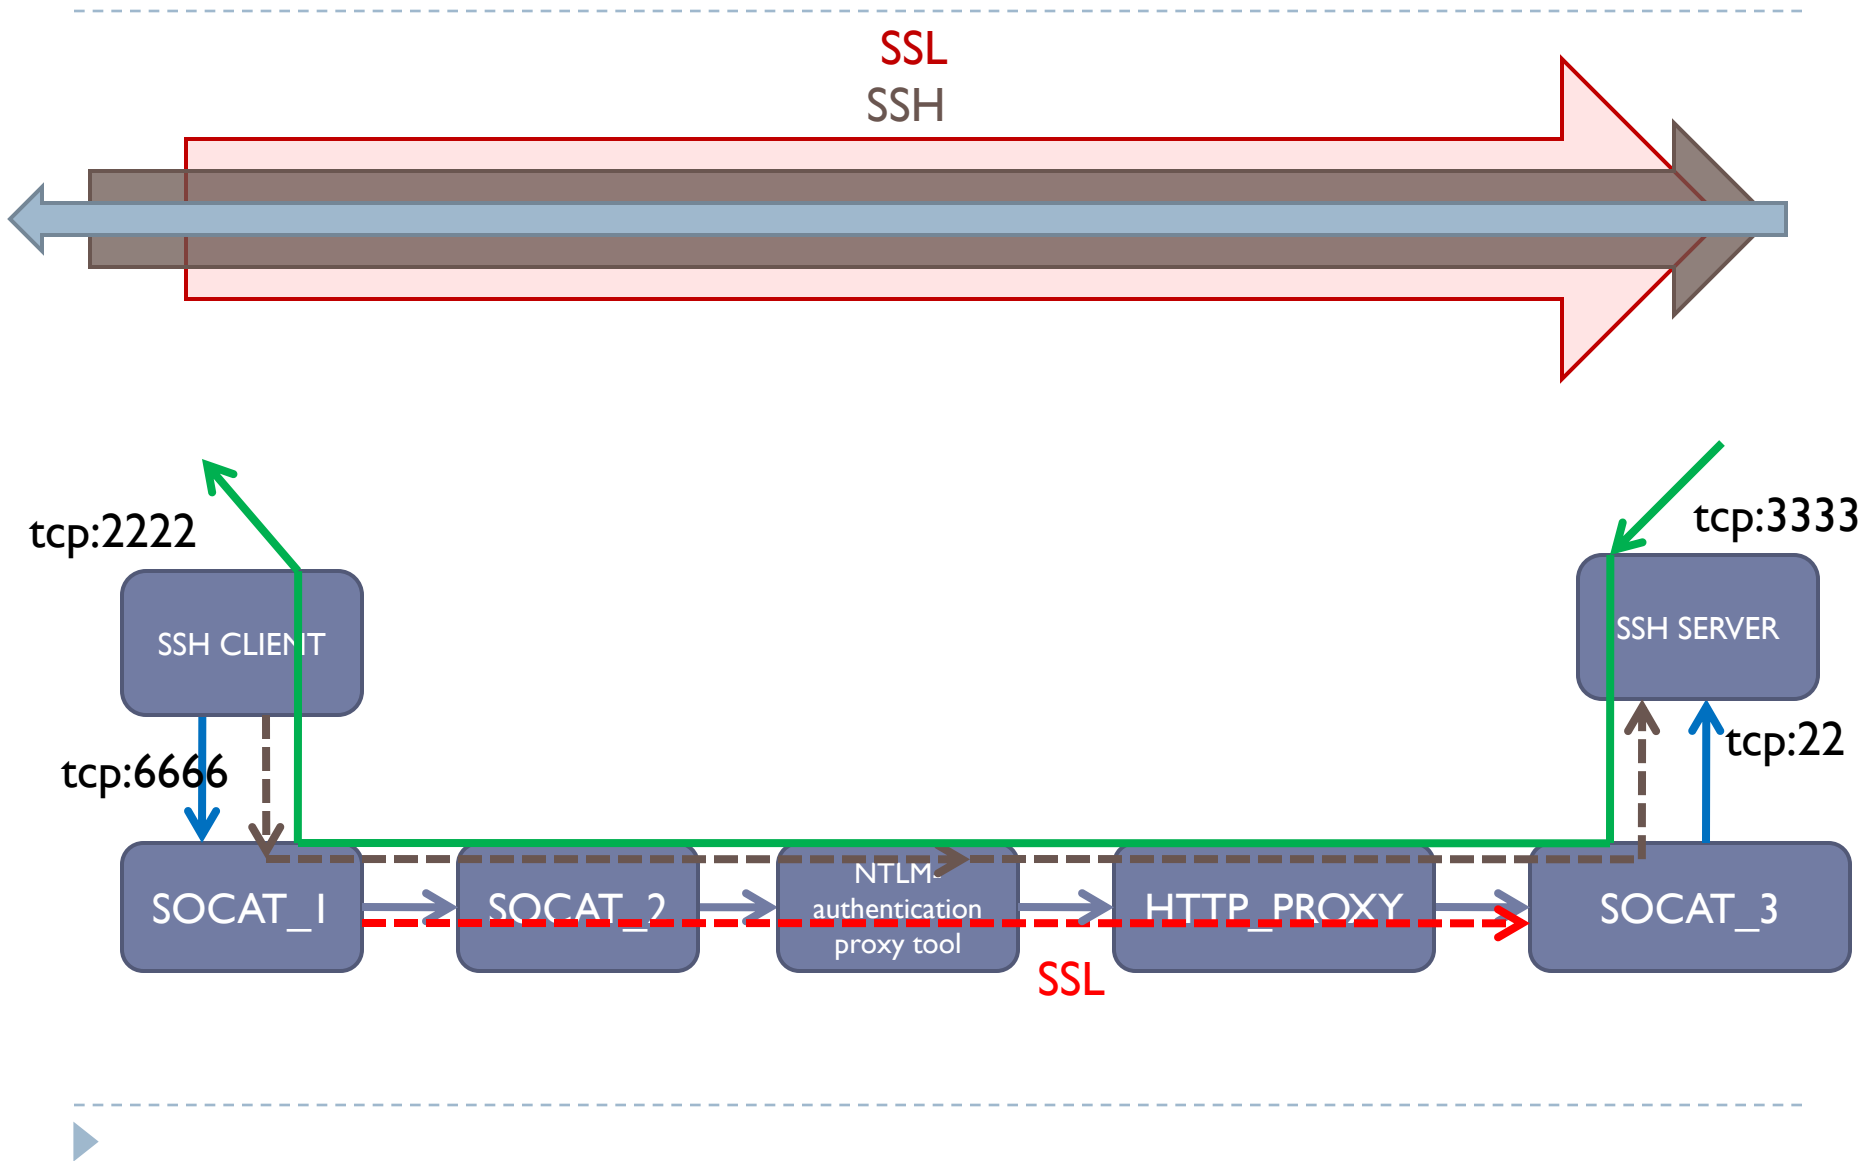 SSL
SSH
tcp:2222
tcp:3333
SSH CLIENT
SSH SERVER
tcp:6666
tcp:22
SOCAT_1
SOCAT_2
NTLM-
authentication
proxy tool
HTTP_PROXY
SOCAT_3
SSL